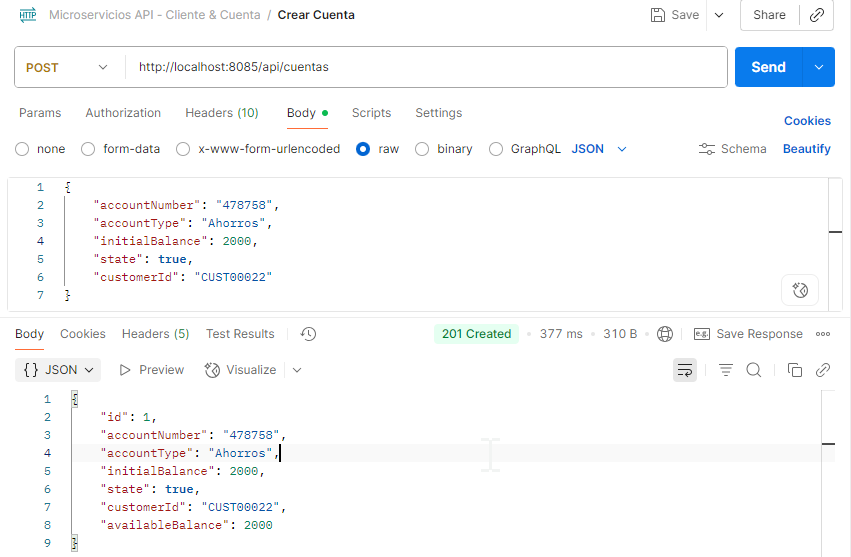 HTTP Microservicios API - Cliente & Cuenta / Crear Cuenta Save Share
POST http://localhost:8085/api/cuentas Send
Params Authorization Headers (10) Body Scripts Settings Cookies
none form-data x-www-form-urlencoded raw binary GraphQL JSON Schema Beautify
1 {
2 "accountNumber": "478758",
3 "accountType": "Ahorros",
4 "initialBalance": 2000,
5 "state": true,
6 "customerId": "CUST00022"
7 }
Body Cookies Headers (5) Test Results 201 Created • 377 ms • 310 B • e.g. Save Response
{} JSON Preview Visualize
1 {
2 "id": 1,
3 "accountNumber": "478758",
4 "accountType": "Ahorros",
5 "initialBalance": 2000,
6 "state": true,
7 "customerId": "CUST00022",
8 "availableBalance": 2000
9 }